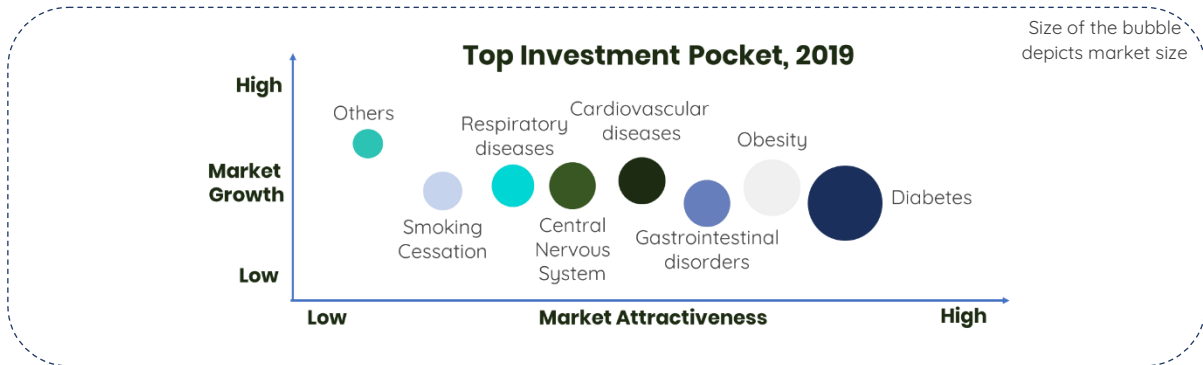 Size of the bubble
depicts market size
Top Investment Pocket, 2019
High
Market
Growth
Low
Others
Smoking
Cessation
Respiratory
diseases
Central
Nervous
System
Cardiovascular
diseases
Gastrointestinal
disorders
Obesity
Diabetes
Low
Market Attractiveness
High